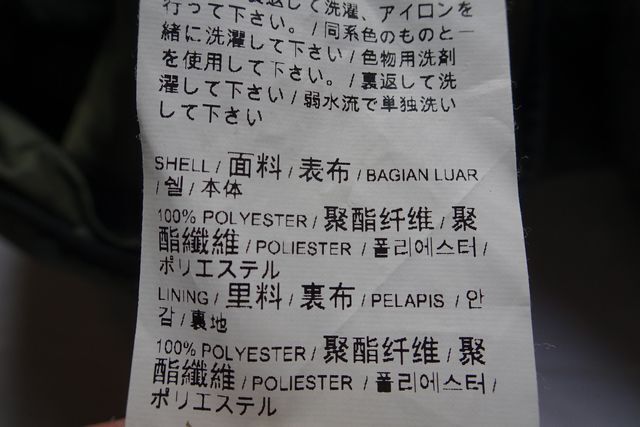 返して洗濯、アイロンを
行って下さい。/同系色のものと一
緒に洗濯して下さい/色物用洗剤
を使用して下さい。/裏返して洗
濯して下さい/弱水流で単独洗い
して下さい
SHELL / 面料 / 表布 / BAGIAN LUAR
/ 쉘 / 本体
100% POLYESTER / 聚酯纤维 / 聚
酯纖維 / POLIESTER / 폴리에스터 /
ポリエステル
LINING / 里料 / 裏布 / PELAPIS / 안
감 / 裏地
100% POLYESTER / 聚酯纤维 / 聚
酯纖維 / POLIESTER / 폴리에스터 /
ポリエステル